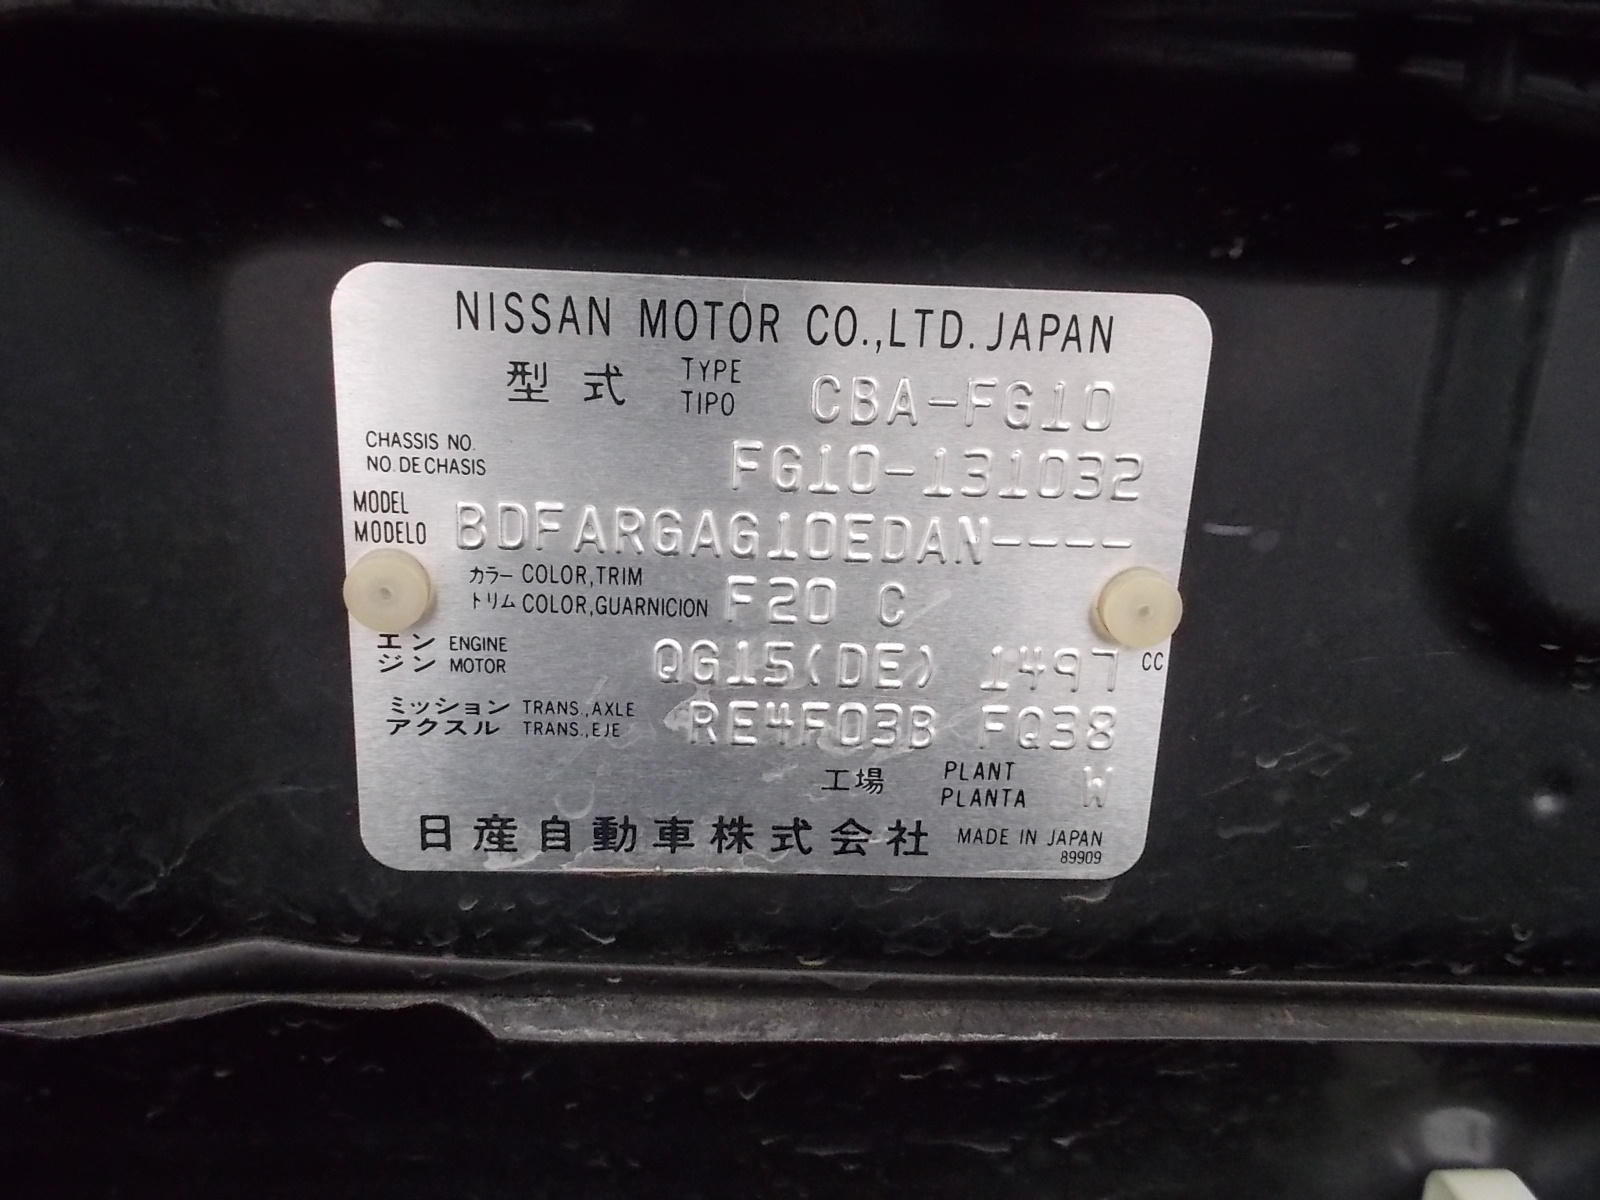 NISSAN MOTOR CO.,LTD. JAPAN
型式 TYPE CBA-FG10
TIPO
CHASSIS NO. FG10-131032
NO. DE CHASIS
MODEL BDFARGAG10EDAN----
MODELO
カラー COLOR,TRIM F20 C
トリム COLOR,GUARNICION
エン ENGINE QG15(DE) 1497 CC
ジン MOTOR
ミッション TRANS.,AXLE RE4F03B FQ38
アクスル TRANS.,EJE
工場 PLANT W
PLANTA
日産自動車株式会社 MADE IN JAPAN
89909